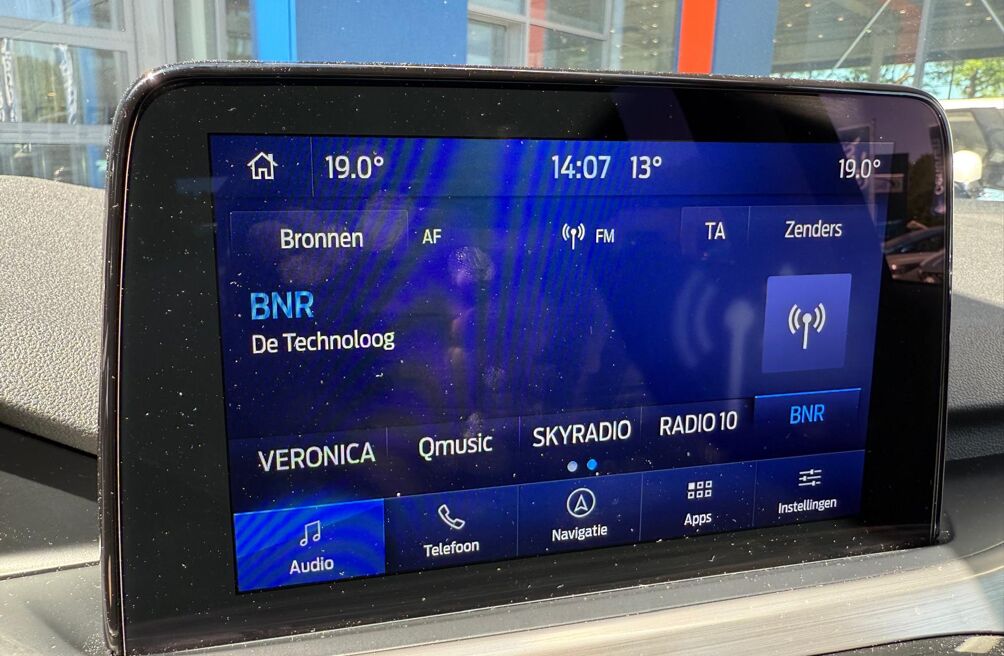 19.0° 14:07 13° 19.0°
Bronnen AF FM TA Zenders
BNR
De Technoloog
VERONICA Qmusic SKYRADIO RADIO 10 BNR
Audio Telefoon Navigatie Apps Instellingen